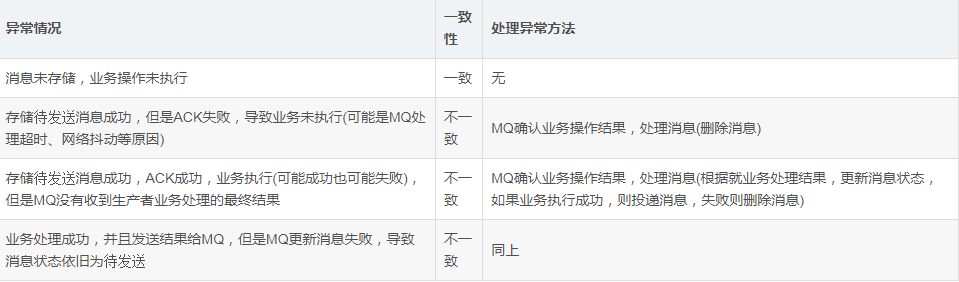 异常情况
一致
性
处理异常方法
消息未存储，业务操作未执行
一致
无
存储待发送消息成功，但是ACK失败，导致业务未执行(可能是MQ处
理超时、网络抖动等原因)
不一
致
MQ确认业务操作结果，处理消息(删除消息)
存储待发送消息成功，ACK成功，业务执行(可能成功也可能失败)，
但是MQ没有收到生产者业务处理的最终结果
不一
致
MQ确认业务操作结果，处理消息(根据就业务处理结果，更新消息状态，
如果业务执行成功，则投递消息，失败则删除消息)
业务处理成功，并且发送结果给MQ，但是MQ更新消息失败，导致
消息状态依旧为待发送
不一
致
同上